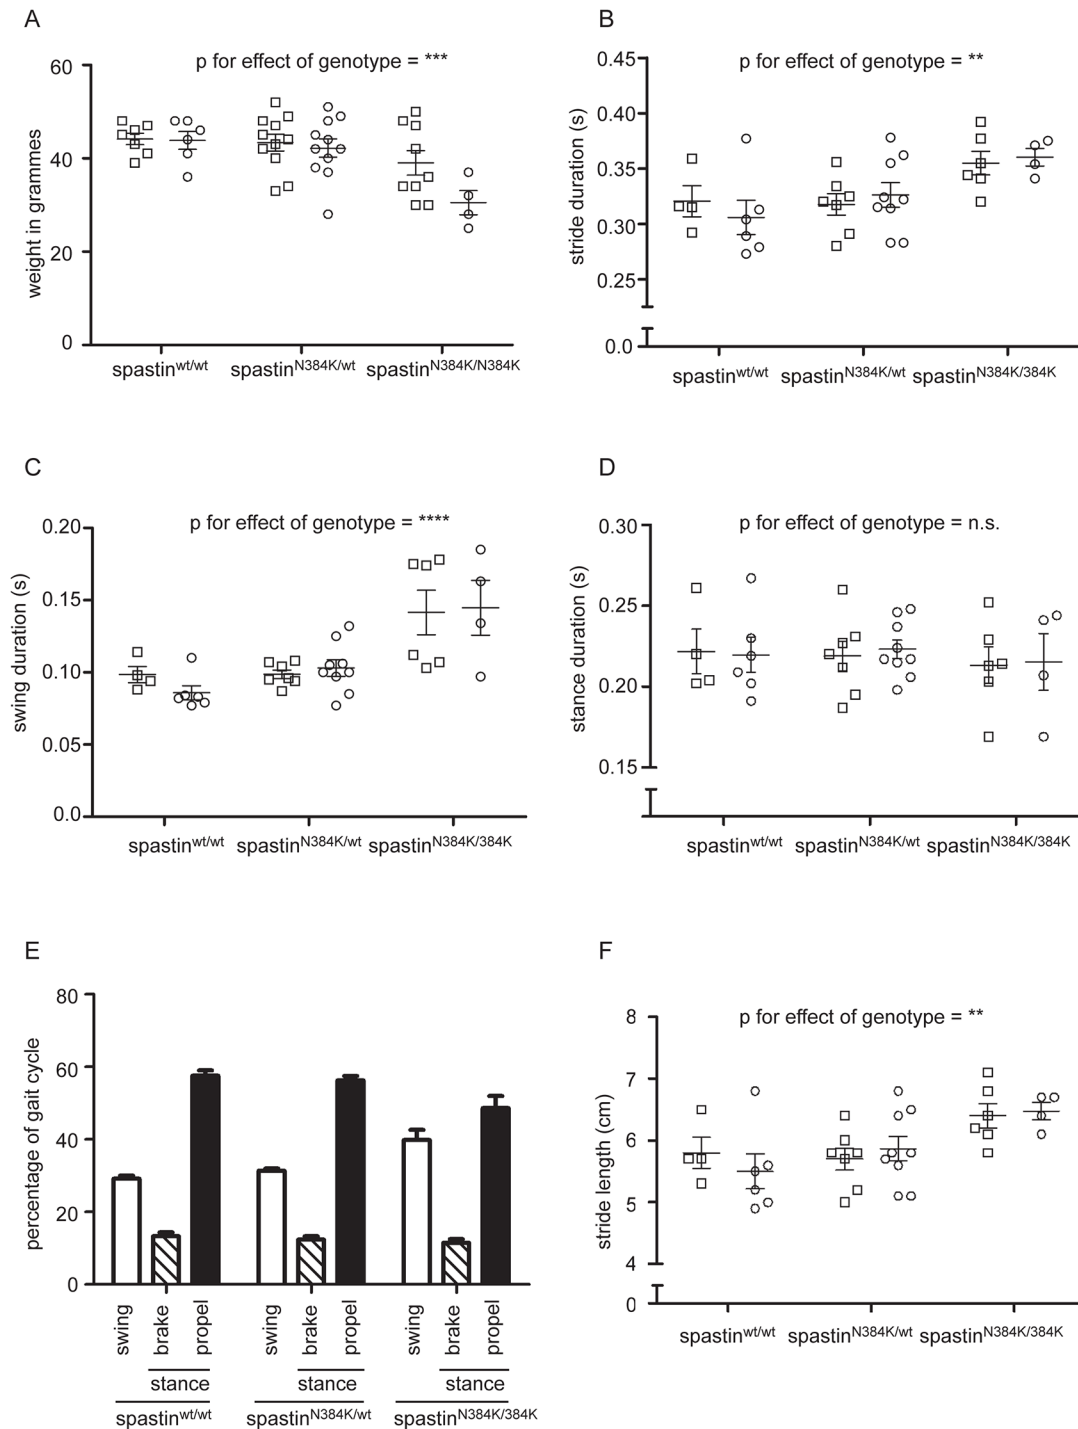 A
p for effect of genotype = ***
weight in grammes
60
40
20
0
spastinwt/wt
spastinN384K/wt
spastinN384K/N384K
B
p for effect of genotype = **
stride duration (s)
0.45
0.40
0.35
0.30
0.25
0.0
spastinwt/wt
spastinN384K/wt
spastinN384K/384K
C
p for effect of genotype = ****
swing duration (s)
0.20
0.15
0.10
0.05
0.0
spastinwt/wt
spastinN384K/wt
spastinN384K/384K
D
p for effect of genotype = n.s.
stance duration (s)
0.30
0.25
0.20
0.15
spastinwt/wt
spastinN384K/wt
spastinN384K/384K
E
percentage of gait cycle
80
60
40
20
0
swing
brake
propel
swing
brake
propel
swing
brake
propel
stance
stance
stance
spastinwt/wt
spastinN384K/wt
spastinN384K/384K
F
p for effect of genotype = **
stride length (cm)
8
7
6
5
4
0
spastinwt/wt
spastinN384K/wt
spastinN384K/384K